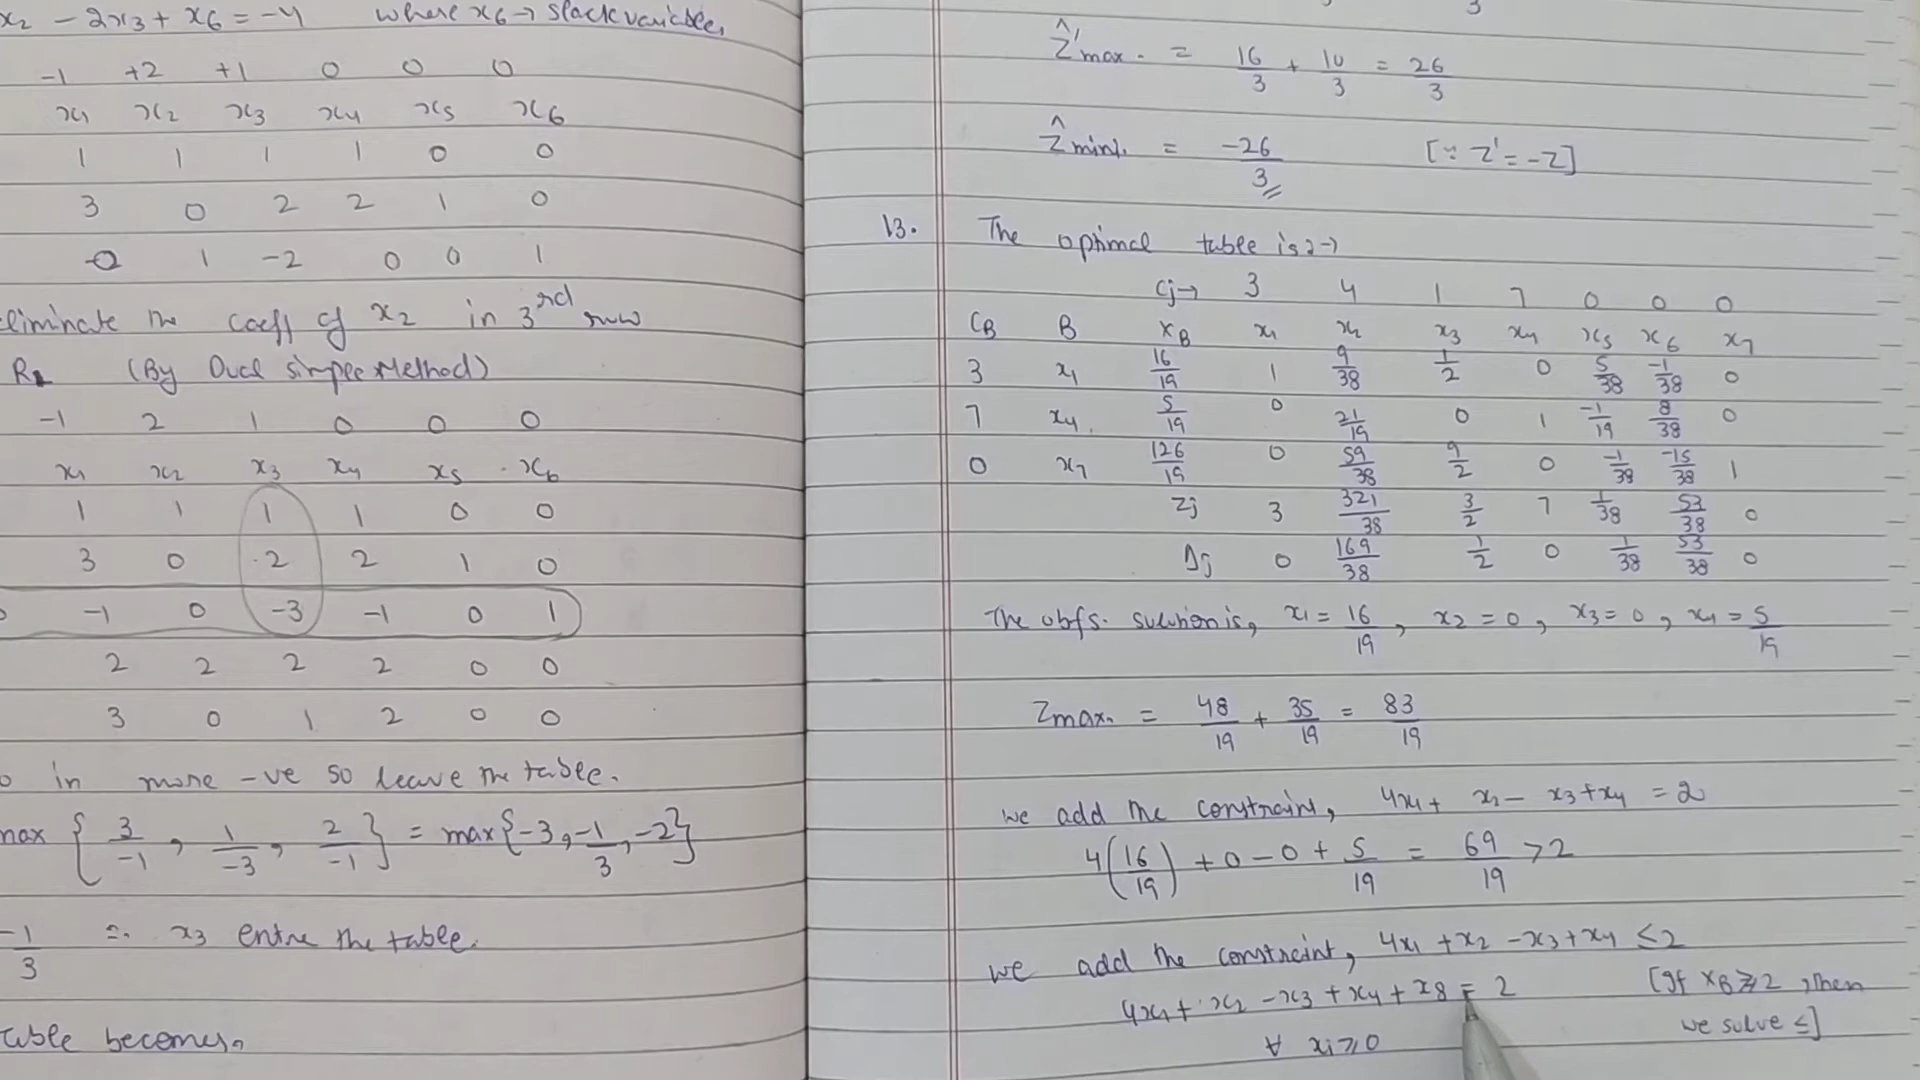 x2 - 2x3 + x6 = -4 where x6 → slack variable,
-1 +2 +1 0 0 0
x1 x2 x3 x4 x5 x6
1 1 1 1 0 0
3 0 2 2 1 0
-0 1 -2 0 0 1
eliminate the coeff of x2 in 3rd row
(By Dual simplex Method)
-1 2 1 0 0 0
x1 x2 x3 x4 x5 x6
1 1 1 1 0 0
3 0 2 2 1 0
-1 0 -3 -1 0 1
2 2 2 2 0 0
3 0 1 2 0 0
in more -ve so leave the table.
max { 3/-1 , 1/-3 , 2/-1 } = max{-3, -1/3, -2}
-1/3 ∴ x3 entre the table.
table becomes,
3
Ẑ'max. = 16/3 + 10/3 = 26/3
Ẑmini. = -26/3 [∵ Z' = -Z]
13. The optimal table is :→
Cj→ 3 4 1 7 0 0 0
CB B XB x1 x2 x3 x4 x5 x6 x7
3 x1 16/19 1 9/38 1/2 0 5/38 -1/38 0
7 x4 5/19 0 21/19 0 1 -1/19 8/38 0
0 x7 126/19 0 59/38 9/2 0 -1/38 -15/38 1
Zj 3 321/38 3/2 7 1/38 53/38 0
Δj 0 169/38 1/2 0 1/38 53/38 0
The obfs. solution is, x1 = 16/19 , x2 = 0, x3 = 0, x4 = 5/19
Zmax. = 48/19 + 35/19 = 83/19
we add the constraint, 4x1 + x2 - x3 + x4 = 2
4(16/19) + 0 - 0 + 5/19 = 69/19 > 2
we add the constraint, 4x1 + x2 - x3 + x4 ≤ 2
4x1 + x2 - x3 + x4 + x8 = 2 [If XB ≥ 2, then
∀ xi ≥ 0 we solve ≤]